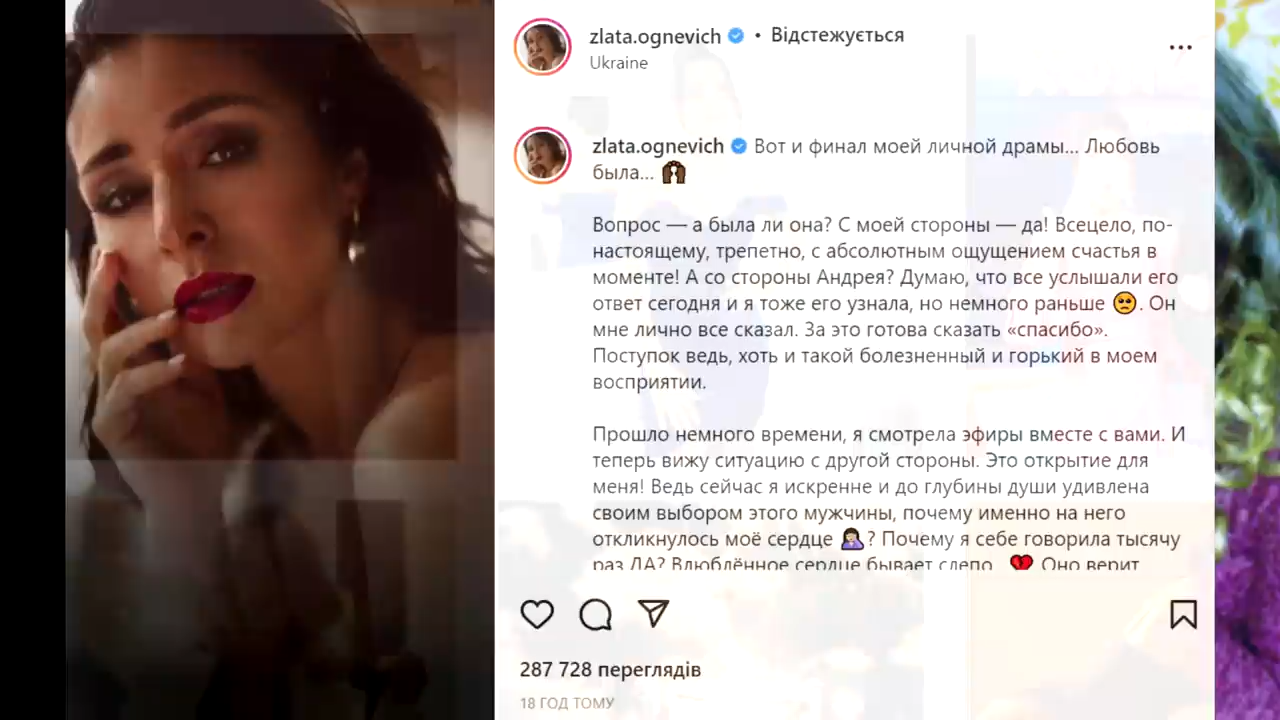 zlata.ognevich • Відстежується
Ukraine
zlata.ognevich Вот и финал моей личной драмы... Любовь
была...
Вопрос — а была ли она? С моей стороны — да! Всецело, по-
настоящему, трепетно, с абсолютным ощущением счастья в
моменте! А со стороны Андрея? Думаю, что все услышали его
ответ сегодня и я тоже его узнала, но немного раньше 🥺. Он
мне лично все сказал. За это готова сказать «спасибо».
Поступок ведь, хоть и такой болезненный и горький в моем
восприятии.
Прошло немного времени, я смотрела эфиры вместе с вами. И
теперь вижу ситуацию с другой стороны. Это открытие для
меня! Ведь сейчас я искренне и до глубины души удивлена
своим выбором этого мужчины, почему именно на него
откликнулось моё сердце 🤦🏻‍♀️? Почему я себе говорила тысячу
раз ДА? Влюблённое сердце бывает слепо... 💔 Оно верит
287 728 переглядів
18 ГОД ТОМУ